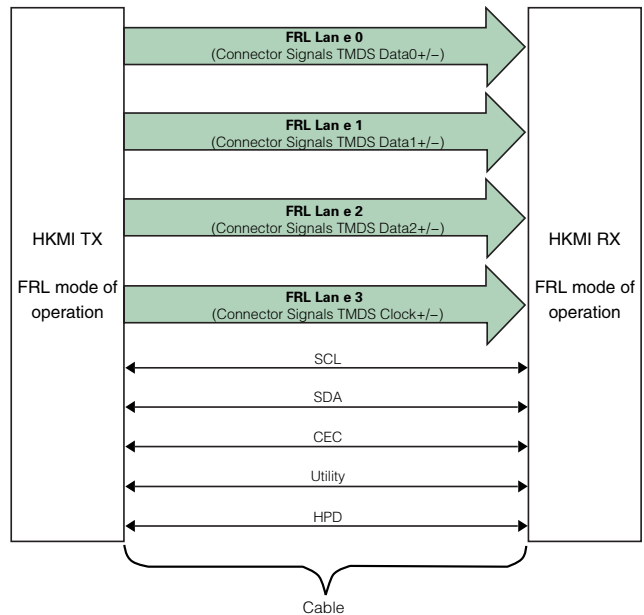 FRL Lan e 0
(Connector Signals TMDS Data0+/−)
FRL Lan e 1
(Connector Signals TMDS Data1+/−)
FRL Lan e 2
(Connector Signals TMDS Data2+/−)
FRL Lan e 3
(Connector Signals TMDS Clock+/−)
HKMI TX
FRL mode of
operation
HKMI RX
FRL mode of
operation
SCL
SDA
CEC
Utility
HPD
Cable